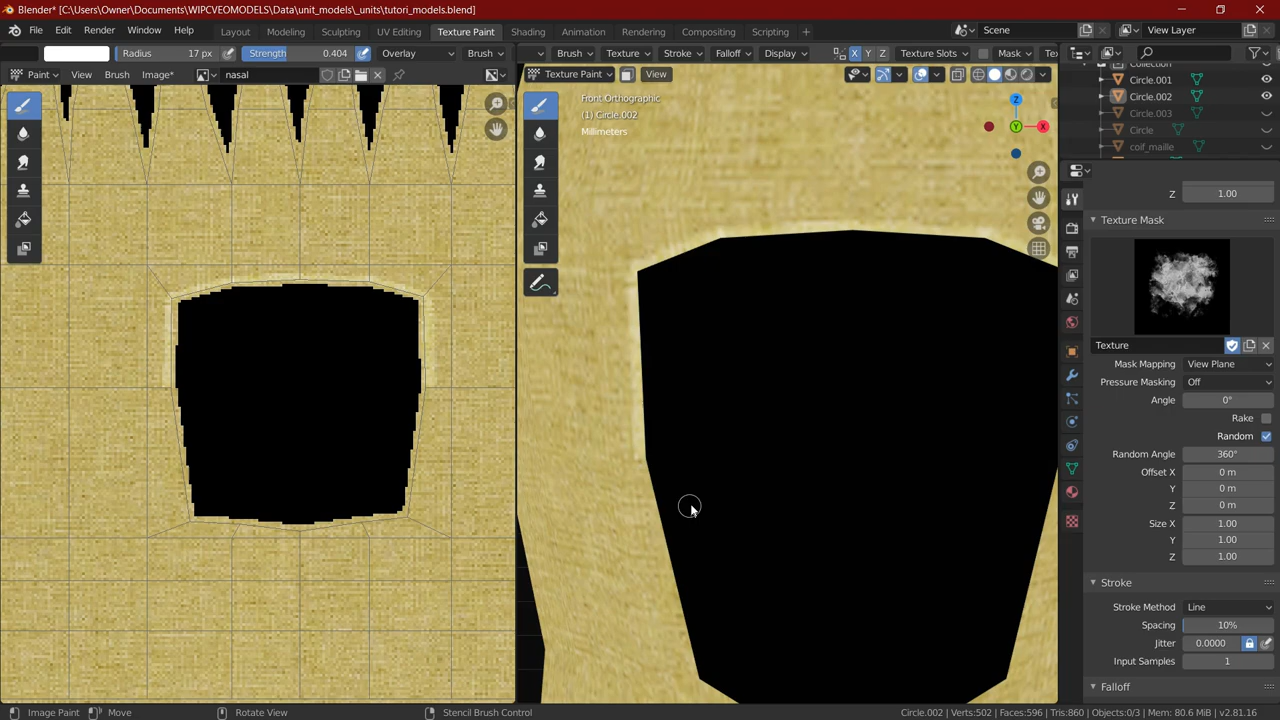 Blender* [C:\Users\Owner\Documents\WIPCVEOMODELS\Data\unit_models\_units\tutori_models.blend]
File Edit Render Window Help Layout Modeling Sculpting UV Editing Texture Paint Shading Animation Rendering Compositing Scripting + Scene View Layer
Radius 17 px Strength 0.404 Overlay Brush Brush Texture Stroke Falloff Display X Y Z Texture Slots Mask
Paint View Brush Image* nasal Texture Paint View
Collection
Circle.001
Circle.002
Circle.003
Circle
coif_maille
Front Orthographic
(1) Circle.002
Millimeters
Z
X
Y
Z 1.00
Texture Mask
Texture
Mask Mapping View Plane
Pressure Masking Off
Angle 0°
Rake
Random
Random Angle 360°
Offset X 0 m
Y 0 m
Z 0 m
Size X 1.00
Y 1.00
Z 1.00
Stroke
Stroke Method Line
Spacing 10%
Jitter 0.0000
Input Samples 1
Falloff
Image Paint Move Rotate View Stencil Brush Control Circle.002 | Verts:502 | Faces:596 | Tris:860 | Objects:0/3 | Mem: 80.6 MiB | v2.81.16